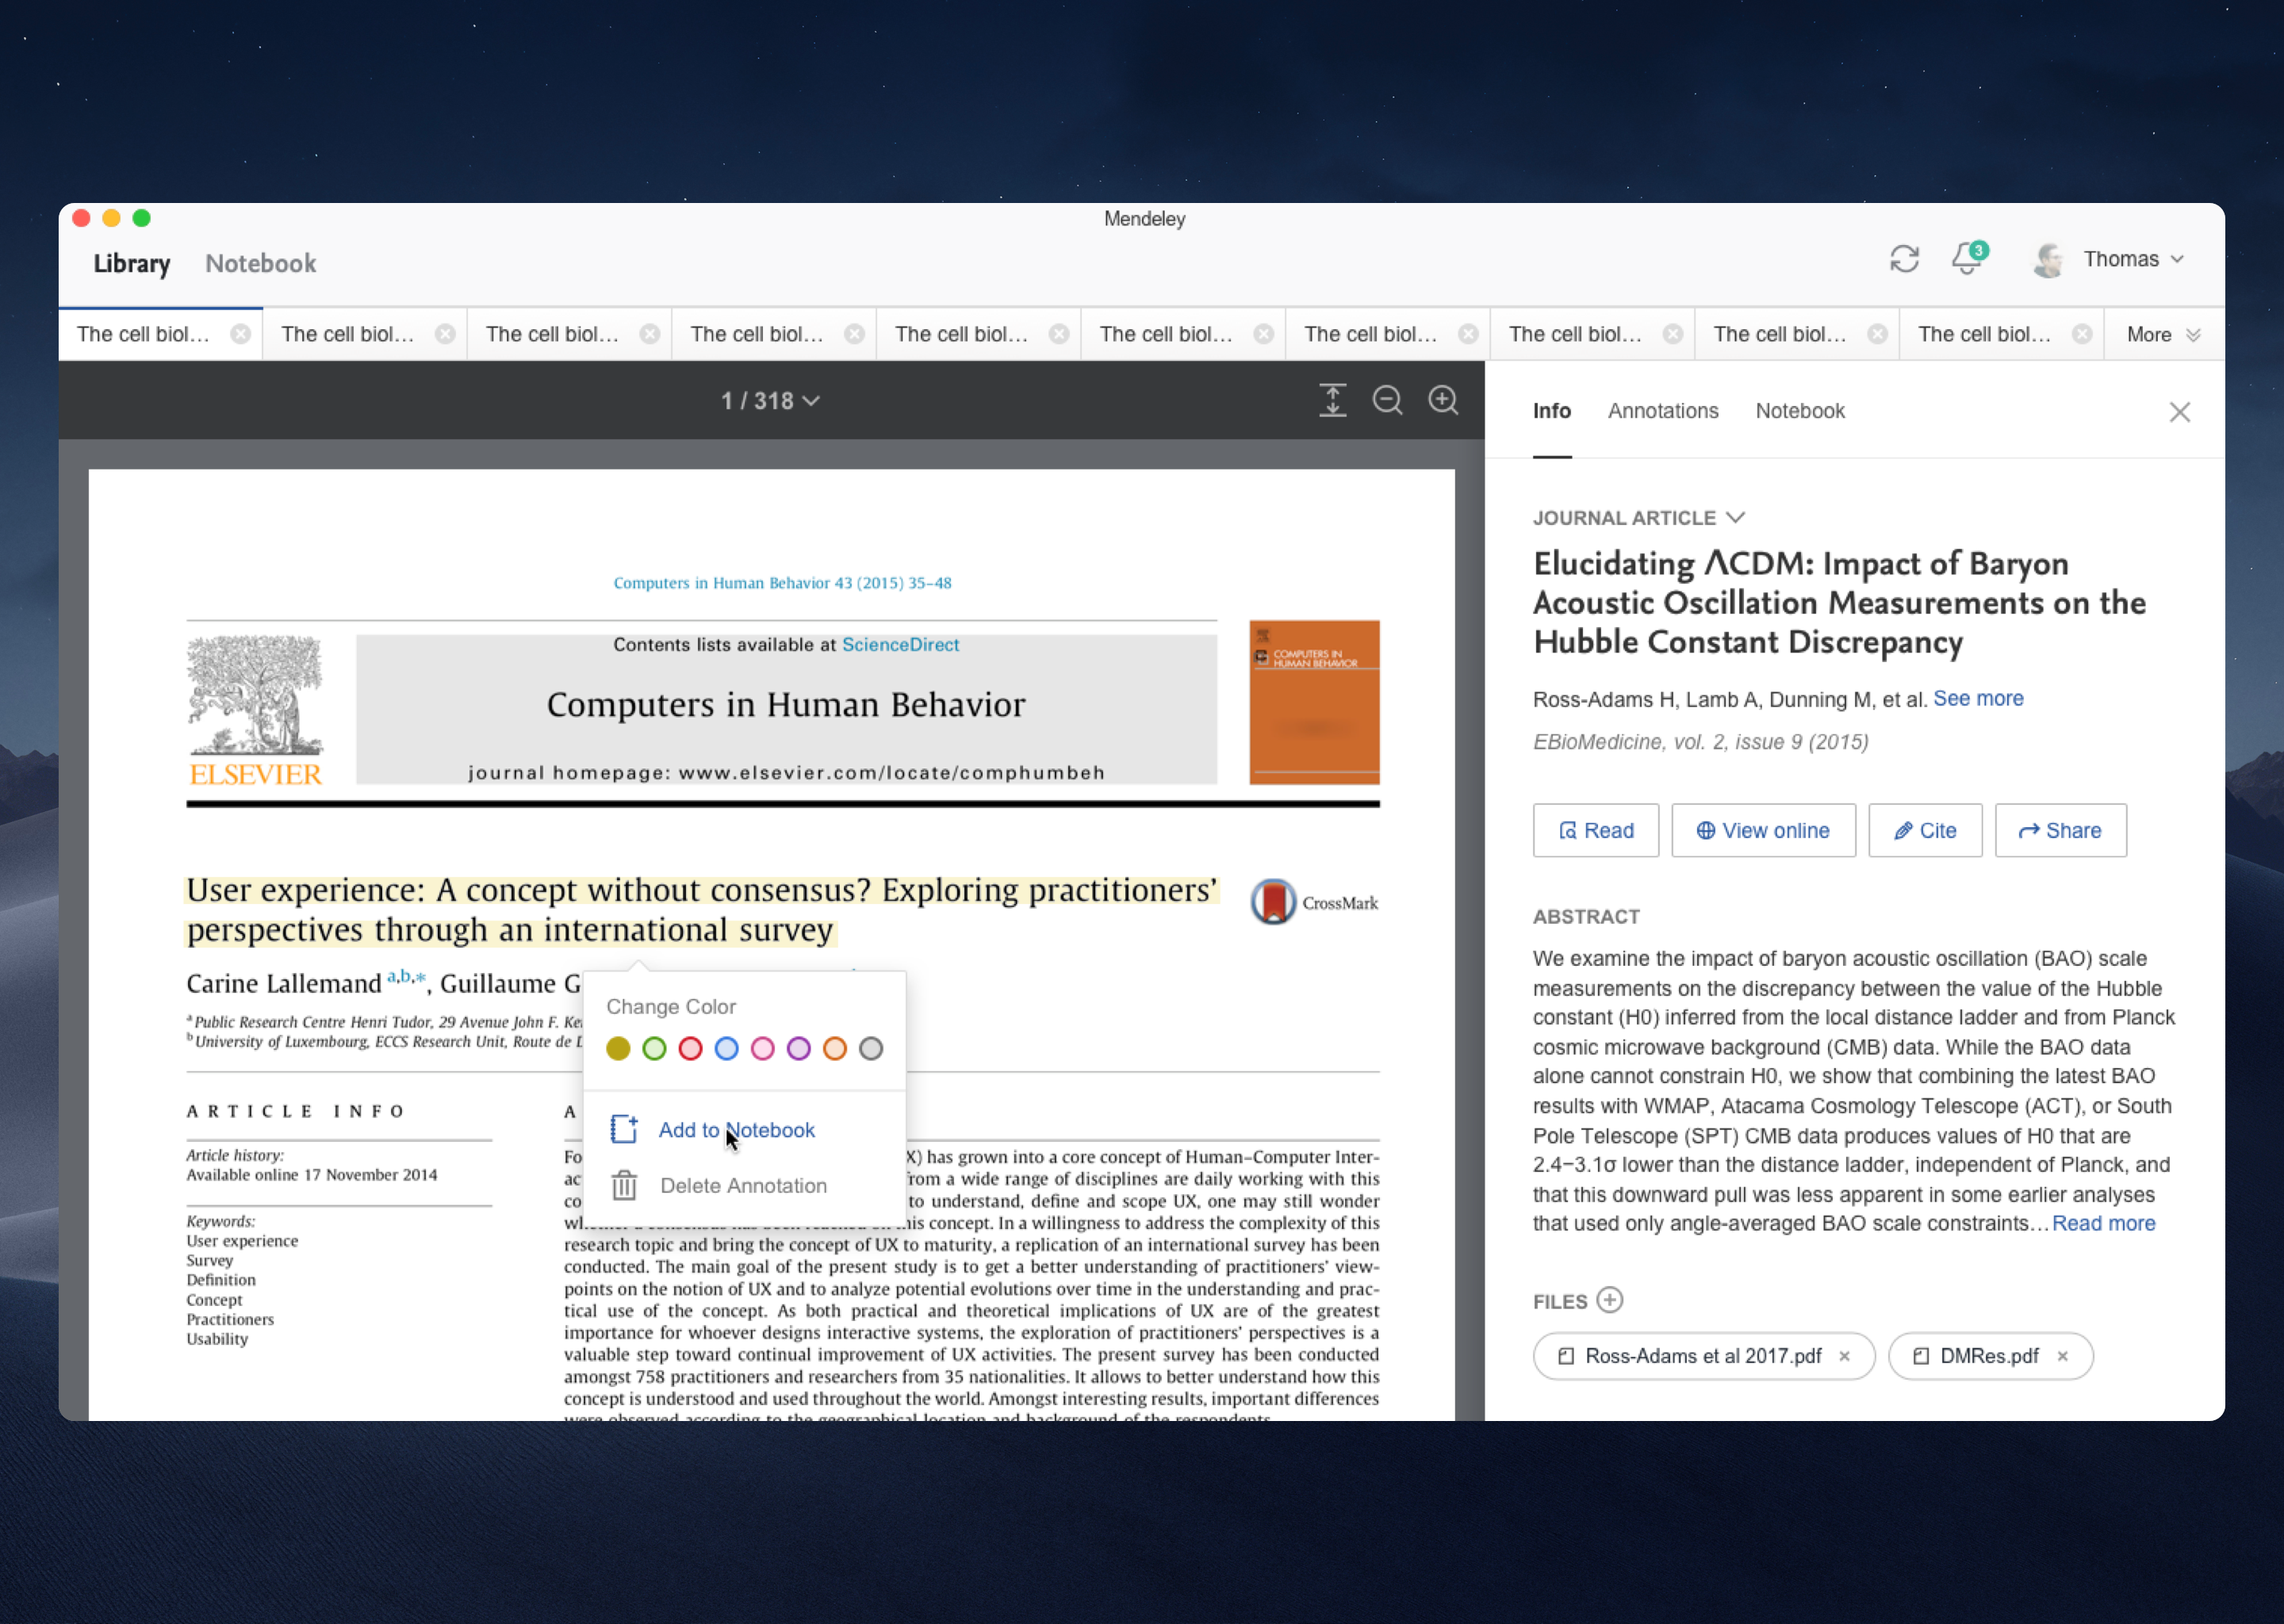 Mendeley
Library Notebook
3
Thomas
The cell biol... The cell biol... The cell biol... The cell biol... The cell biol... The cell biol... The cell biol... The cell biol... The cell biol... The cell biol... More
1 / 318
Computers in Human Behavior 43 (2015) 35–48
Contents lists available at ScienceDirect
Computers in Human Behavior
journal homepage: www.elsevier.com/locate/comphumbeh
ELSEVIER
COMPUTERS IN
HUMAN BEHAVIOR
User experience: A concept without consensus? Exploring practitioners'
perspectives through an international survey
CrossMark
Carine Lallemand a,b,*, Guillaume G
a Public Research Centre Henri Tudor, 29 Avenue John F.
b University of Luxembourg, ECCS Research Unit, Route de
Change Color
Add to Notebook
Delete Annotation
ARTICLE INFO
Article history:
Available online 17 November 2014
Keywords:
User experience
Survey
Definition
Concept
Practitioners
Usability
A
Fo X) has grown into a core concept of Human–Computer Inter-
ac rom a wide range of disciplines are daily working with this
co to understand, define and scope UX, one may still wonder
this concept. In a willingness to address the complexity of this
research topic and bring the concept of UX to maturity, a replication of an international survey has been
conducted. The main goal of the present study is to get a better understanding of practitioners' view-
points on the notion of UX and to analyze potential evolutions over time in the understanding and prac-
tical use of the concept. As both practical and theoretical implications of UX are of the greatest
importance for whoever designs interactive systems, the exploration of practitioners' perspectives is a
valuable step toward continual improvement of UX activities. The present survey has been conducted
amongst 758 practitioners and researchers from 35 nationalities. It allows to better understand how this
concept is understood and used throughout the world. Amongst interesting results, important differences
were observed according to the geographical location and background of the respondents.
Info Annotations Notebook
JOURNAL ARTICLE
Elucidating ΛCDM: Impact of Baryon
Acoustic Oscillation Measurements on the
Hubble Constant Discrepancy
Ross-Adams H, Lamb A, Dunning M, et al. See more
EBioMedicine, vol. 2, issue 9 (2015)
Read View online Cite Share
ABSTRACT
We examine the impact of baryon acoustic oscillation (BAO) scale
measurements on the discrepancy between the value of the Hubble
constant (H0) inferred from the local distance ladder and from Planck
cosmic microwave background (CMB) data. While the BAO data
alone cannot constrain H0, we show that combining the latest BAO
results with WMAP, Atacama Cosmology Telescope (ACT), or South
Pole Telescope (SPT) CMB data produces values of H0 that are
2.4−3.1σ lower than the distance ladder, independent of Planck, and
that this downward pull was less apparent in some earlier analyses
that used only angle-averaged BAO scale constraints... Read more
FILES
Ross-Adams et al 2017.pdf
DMRes.pdf